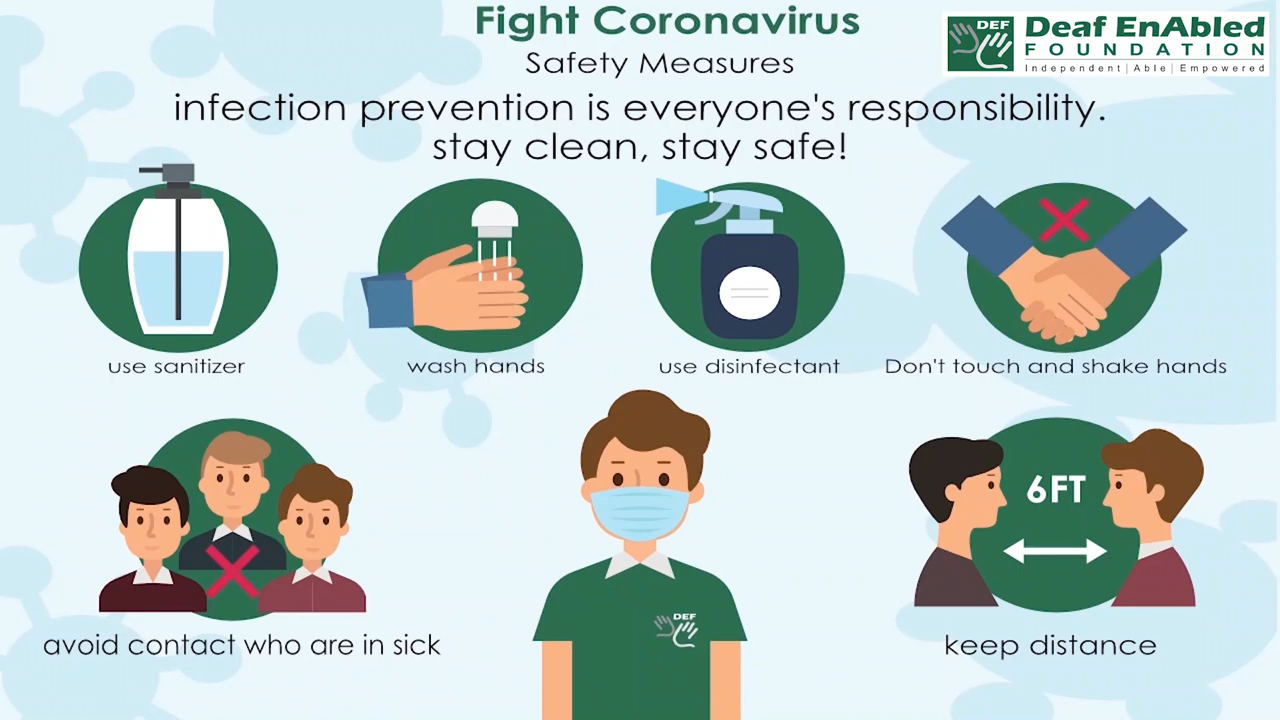 Fight Coronavirus
Safety Measures
infection prevention is everyone's responsibility.
stay clean, stay safe!
DEF
Deaf EnAbled
FOUNDATION
Independent | Able | Empowered
use sanitizer
wash hands
use disinfectant
Don't touch and shake hands
6FT
DEF
avoid contact who are in sick
keep distance